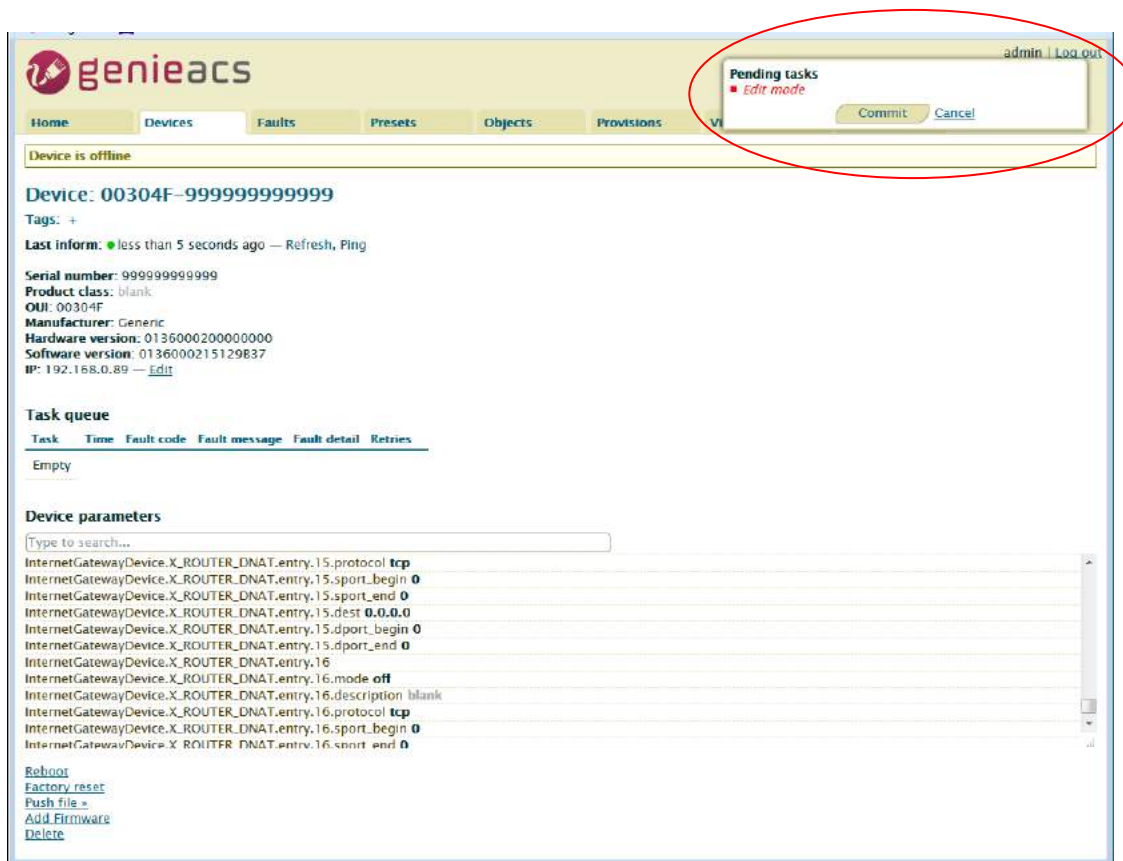 genieacs
admin | Log out
Pending tasks
Edit mode
Commit Cancel
Home Devices Faults Presets Objects Provisions
Device is offline
Device: 00304F-999999999999
Tags: +
Last inform: less than 5 seconds ago — Refresh, Ping
Serial number: 999999999999
Product class: blank
OUI: 00304F
Manufacturer: Generic
Hardware version: 0136000200000000
Software version: 0136000215129837
IP: 192.168.0.89 — Edit
Task queue
Task Time Fault code Fault message Fault detail Retries
Empty
Device parameters
Type to search...
InternetGatewayDevice.X_ROUTER_DNAT.entry.15.protocol tcp
InternetGatewayDevice.X_ROUTER_DNAT.entry.15.sport_begin 0
InternetGatewayDevice.X_ROUTER_DNAT.entry.15.sport_end 0
InternetGatewayDevice.X_ROUTER_DNAT.entry.15.dest 0.0.0.0
InternetGatewayDevice.X_ROUTER_DNAT.entry.15.dport_begin 0
InternetGatewayDevice.X_ROUTER_DNAT.entry.15.dport_end 0
InternetGatewayDevice.X_ROUTER_DNAT.entry.16
InternetGatewayDevice.X_ROUTER_DNAT.entry.16.mode off
InternetGatewayDevice.X_ROUTER_DNAT.entry.16.description blank
InternetGatewayDevice.X_ROUTER_DNAT.entry.16.protocol tcp
InternetGatewayDevice.X_ROUTER_DNAT.entry.16.sport_begin 0
InternetGatewayDevice.X_ROUTER_DNAT.entry.16.sport_end 0
Reboot
Factory reset
Push file »
Add Firmware
Delete